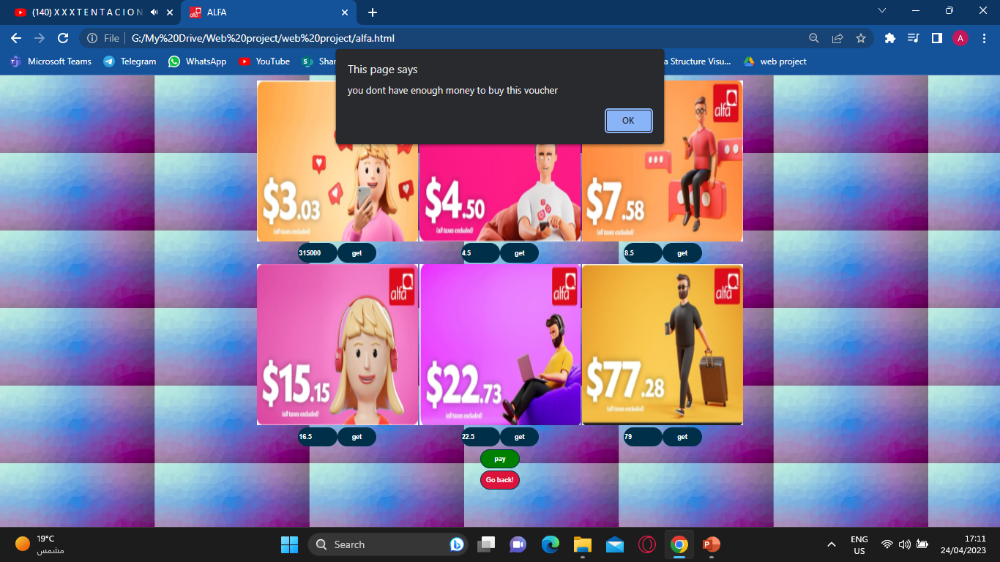 (140) X X X T E N T A C I O N
ALFA
File
G:/My%20Drive/Web%20project/web%20project/alfa.html
A
Microsoft Teams
Telegram
WhatsApp
YouTube
Shar
a Structure Visu...
web project
This page says
you dont have enough money to buy this voucher
OK
alfa
$3.03
(all taxes excluded)
$4.50
(all taxes excluded)
$7.58
(all taxes excluded)
315000
get
4.5
get
8.5
get
alfa
alfa
alfa
$15.15
(all taxes excluded)
$22.73
(all taxes excluded)
$77.28
(all taxes excluded)
16.5
get
22.5
get
79
get
pay
Go back!
19°C
مشمس
Search
ENG
US
17:11
24/04/2023